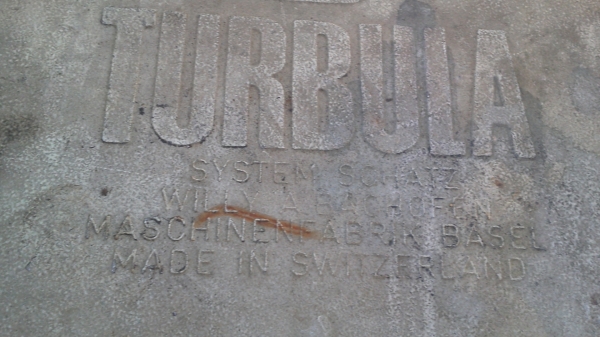 TURBULA
SYSTEM SCHATZ
WILLY A BACHOFEN
MASCHINENFABRIK BASEL
MADE IN SWITZERLAND